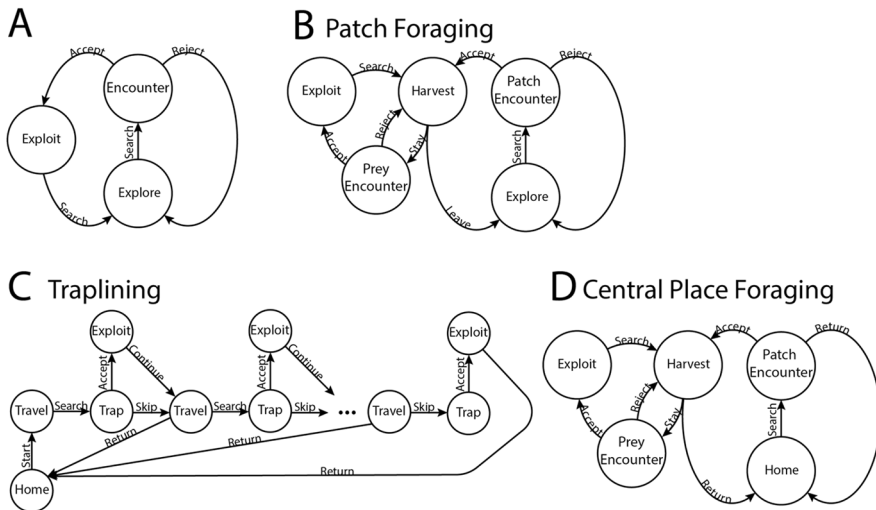 A
Accept
Reject
Encounter
Exploit
Search
Explore
Search
B Patch Foraging
Search
Accept
Reject
Exploit
Harvest
Patch
Encounter
Accept
Reject
Stay
Search
Prey
Encounter
Explore
Leave
C Traplining
Exploit
Exploit
Exploit
Accept
Continue
Accept
Continue
Accept
Travel
Search
Trap
Skip
Travel
Search
Trap
Skip
...
Travel
Skip
Trap
Start
Return
Return
Return
Home
D Central Place Foraging
Search
Accept
Return
Exploit
Harvest
Patch
Encounter
Accept
Reject
Stay
Search
Prey
Encounter
Home
Return